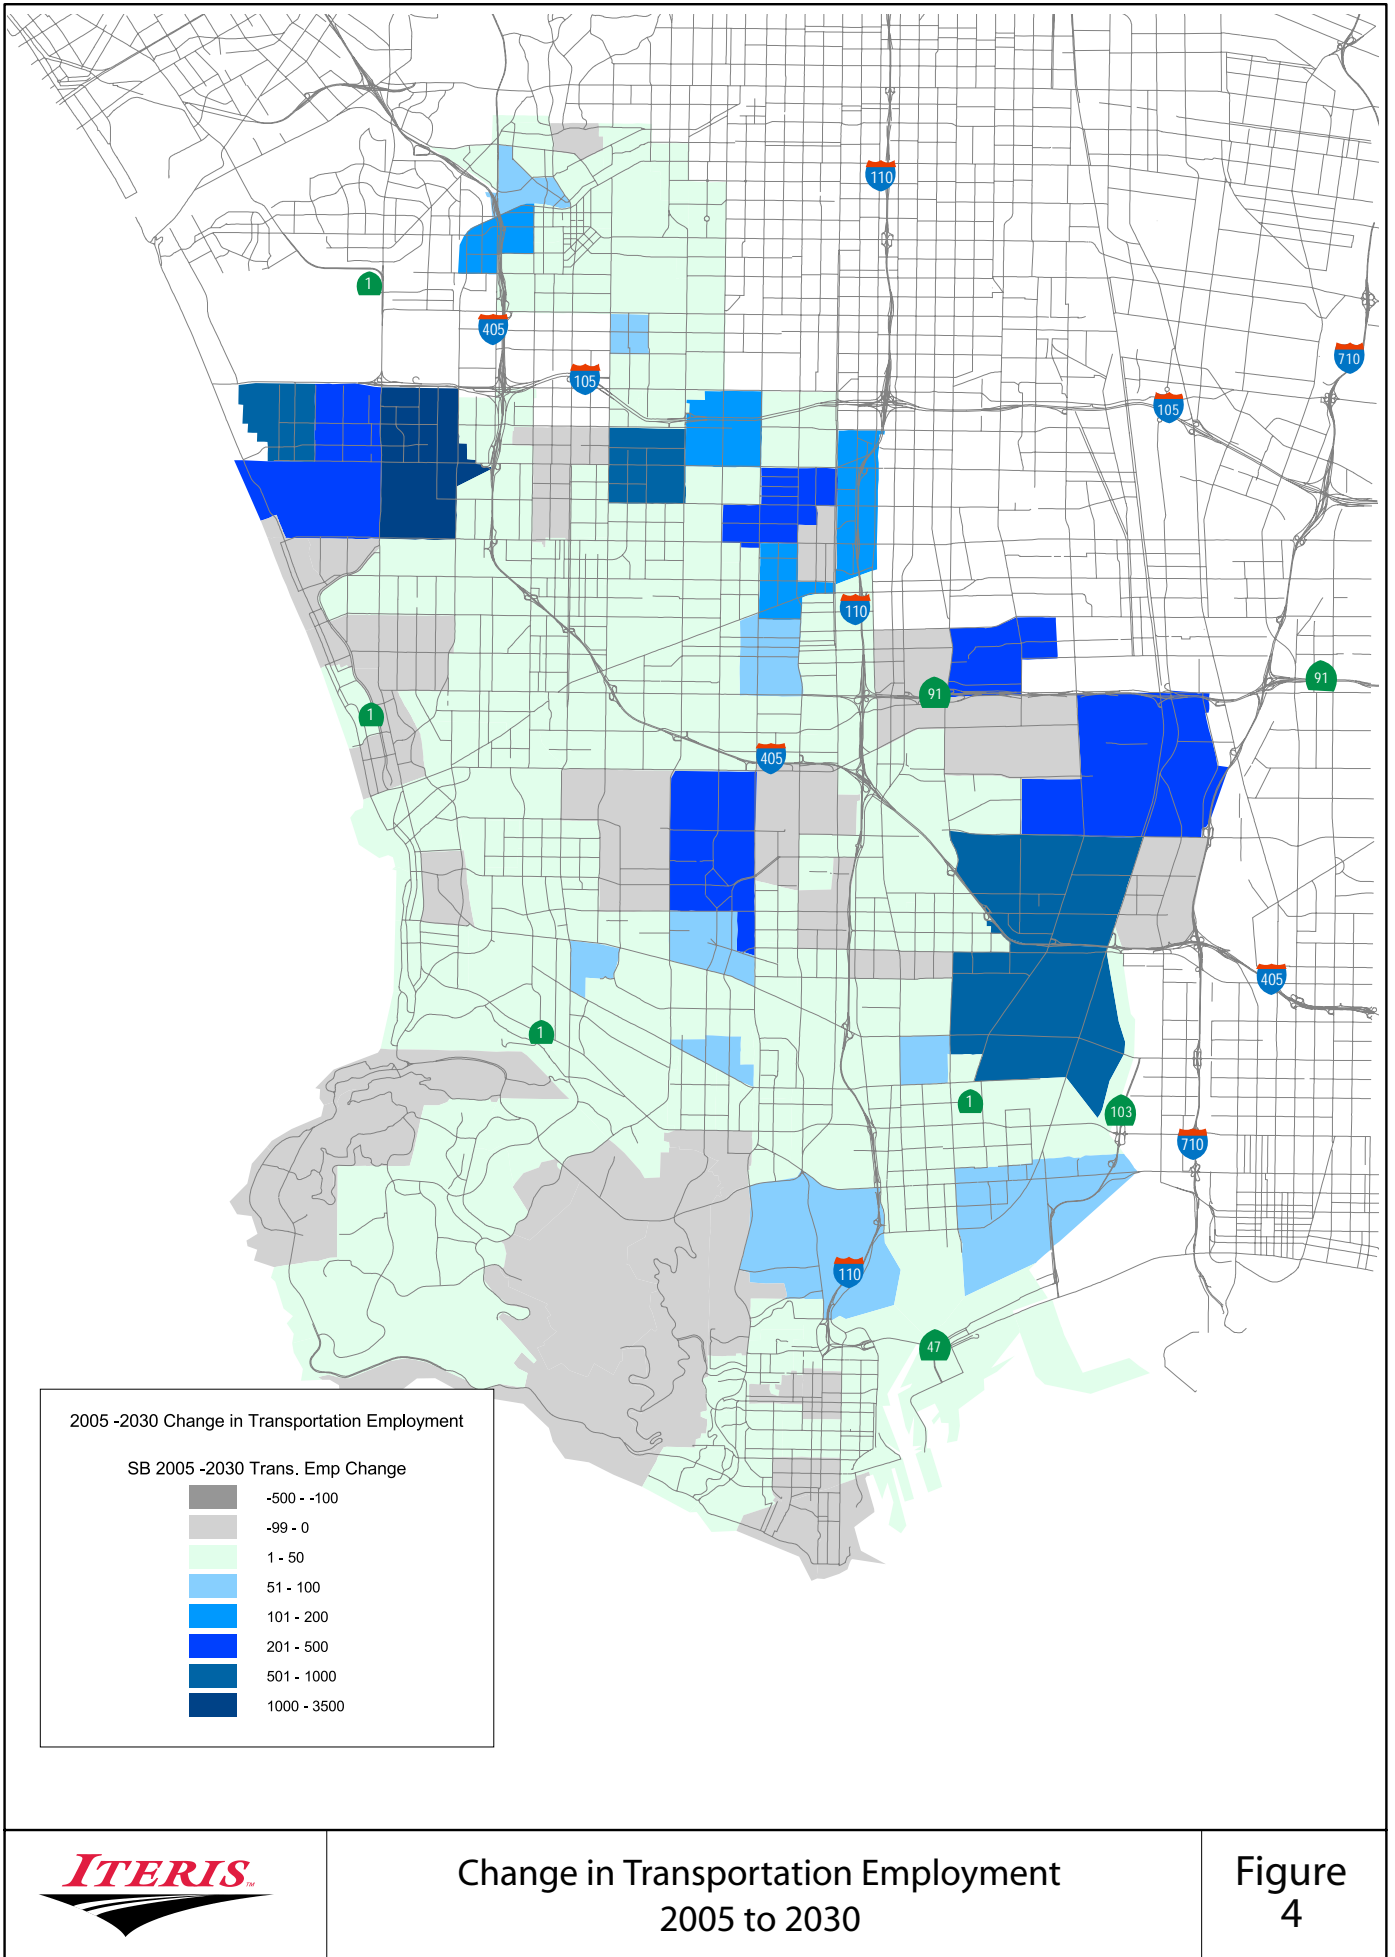 110
1
405
710
105
105
110
91
91
1
405
405
1
1
103
710
110
47
2005 -2030 Change in Transportation Employment
SB 2005 -2030 Trans. Emp Change
-500 - -100
-99 - 0
1 - 50
51 - 100
101 - 200
201 - 500
501 - 1000
1000 - 3500
ITERIS™
Change in Transportation Employment
2005 to 2030
Figure
4